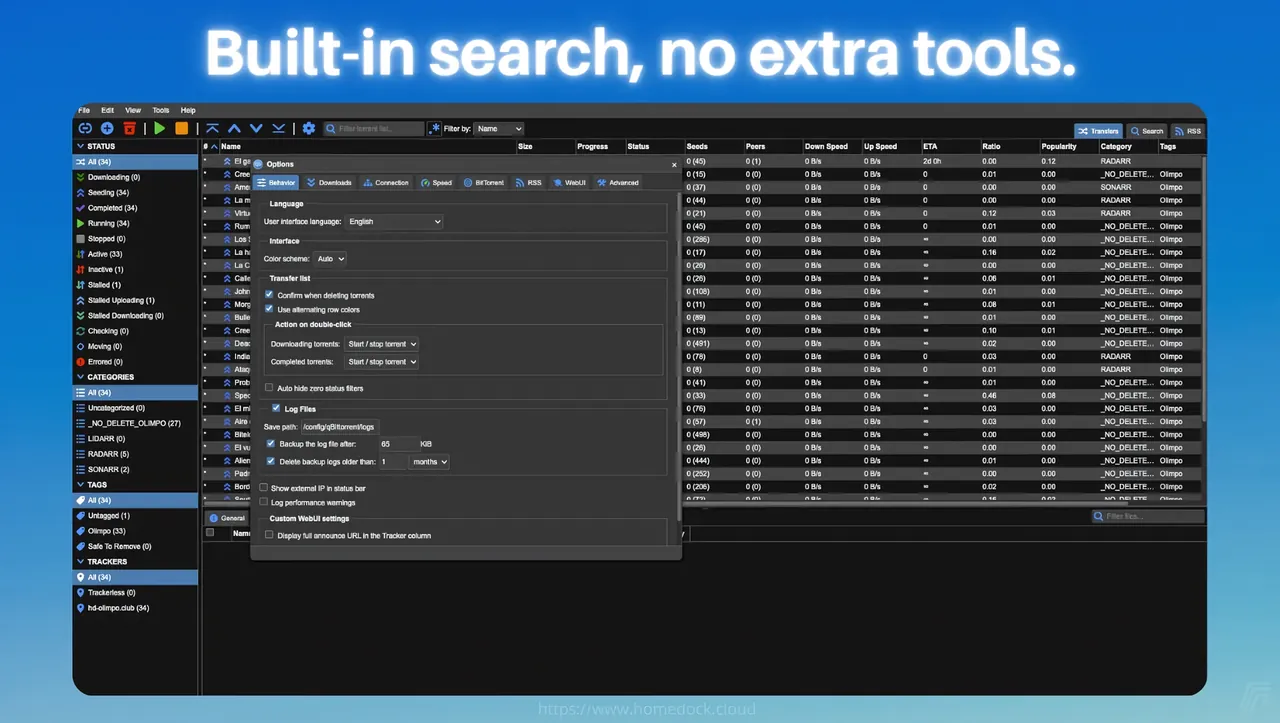 Built-in search, no extra tools.
File Edit View Tools Help
Filter torrent list... Filter by: Name
Transfers Search RSS
STATUS
All (34)
Downloading (0)
Seeding (34)
Completed (34)
Running (34)
Stopped (0)
Active (33)
Inactive (1)
Stalled (1)
Stalled Uploading (1)
Stalled Downloading (0)
Checking (0)
Moving (0)
Errored (0)
CATEGORIES
All (34)
Uncategorized (0)
_NO_DELETE_OLIMPO (27)
LIDARR (0)
RADARR (5)
SONARR (2)
TAGS
All (34)
Untagged (1)
Olimpo (33)
Safe To Remove (0)
TRACKERS
All (34)
Trackerless (0)
hd-olimpo.club (34)
# Name Size Progress Status Seeds Peers Down Speed Up Speed ETA Ratio Popularity Category Tags
El ga 0 (45) 0 (1) 0 B/s 0 B/s 2d 0h 0.00 0.12 RADARR
Cree 0 (15) 0 (0) 0 B/s 0 B/s 0 0.01 0.00 _NO_DELETE... Olimpo
Amer 0 (37) 0 (0) 0 B/s 0 B/s 0 0.00 0.00 SONARR Olimpo
La m 0 (44) 0 (0) 0 B/s 0 B/s 0 0.00 0.00 RADARR Olimpo
Virtu 0 (21) 0 (0) 0 B/s 0 B/s 0 0.12 0.03 RADARR Olimpo
Rum 0 (45) 0 (0) 0 B/s 0 B/s 0 0.01 0.00 _NO_DELETE... Olimpo
Los 0 (286) 0 (0) 0 B/s 0 B/s ∞ 0.00 0.00 _NO_DELETE... Olimpo
La ha 0 (17) 0 (0) 0 B/s 0 B/s ∞ 0.16 0.02 _NO_DELETE... Olimpo
La C 0 (26) 0 (0) 0 B/s 0 B/s ∞ 0.00 0.00 _NO_DELETE... Olimpo
Calle 0 (28) 0 (0) 0 B/s 0 B/s ∞ 0.06 0.01 _NO_DELETE... Olimpo
John 0 (108) 0 (0) 0 B/s 0 B/s ∞ 0.01 0.00 _NO_DELETE... Olimpo
Morg 0 (11) 0 (0) 0 B/s 0 B/s ∞ 0.08 0.01 _NO_DELETE... Olimpo
Bulle 0 (89) 0 (0) 0 B/s 0 B/s ∞ 0.01 0.00 _NO_DELETE... Olimpo
Cree 0 (13) 0 (0) 0 B/s 0 B/s ∞ 0.10 0.01 _NO_DELETE... Olimpo
Dead 0 (491) 0 (0) 0 B/s 0 B/s ∞ 0.02 0.00 _NO_DELETE... Olimpo
India 0 (78) 0 (0) 0 B/s 0 B/s 0 0.03 0.00 RADARR Olimpo
Ataq 0 (8) 0 (0) 0 B/s 0 B/s 0 0.01 0.00 RADARR Olimpo
Prob 0 (41) 0 (0) 0 B/s 0 B/s ∞ 0.02 0.00 _NO_DELETE... Olimpo
Spec 0 (33) 0 (0) 0 B/s 0 B/s ∞ 0.46 0.08 _NO_DELETE... Olimpo
El mi 0 (76) 0 (0) 0 B/s 0 B/s ∞ 0.03 0.00 _NO_DELETE... Olimpo
Aire 0 (57) 0 (1) 0 B/s 0 B/s ∞ 0.03 0.01 _NO_DELETE... Olimpo
Bitel 0 (498) 0 (0) 0 B/s 0 B/s ∞ 0.01 0.00 _NO_DELETE... Olimpo
El vu 0 (26) 0 (0) 0 B/s 0 B/s ∞ 0.01 0.00 _NO_DELETE... Olimpo
Alien 0 (444) 0 (0) 0 B/s 0 B/s ∞ 0.01 0.00 _NO_DELETE... Olimpo
Padr 0 (252) 0 (0) 0 B/s 0 B/s ∞ 0.00 0.00 _NO_DELETE... Olimpo
Bord 0 (206) 0 (0) 0 B/s 0 B/s ∞ 0.02 0.00 _NO_DELETE... Olimpo
Options
Behavior Downloads Connection Speed BitTorrent RSS WebUI Advanced
Language
User interface language: English
Interface
Color scheme: Auto
Transfer list
Confirm when deleting torrents
Use alternating row colors
Action on double-click
Downloading torrents: Start / stop torrent
Completed torrents: Start / stop torrent
Auto hide zero status filters
Log Files
Save path: /config/qBittorrent/logs
Backup the log file after: 65 KiB
Delete backup logs older than: 1 months
Show external IP in status bar
Log performance warnings
Custom WebUI settings
Display full announce URL in the Tracker column
General
Filter files...
https://www.homedock.cloud